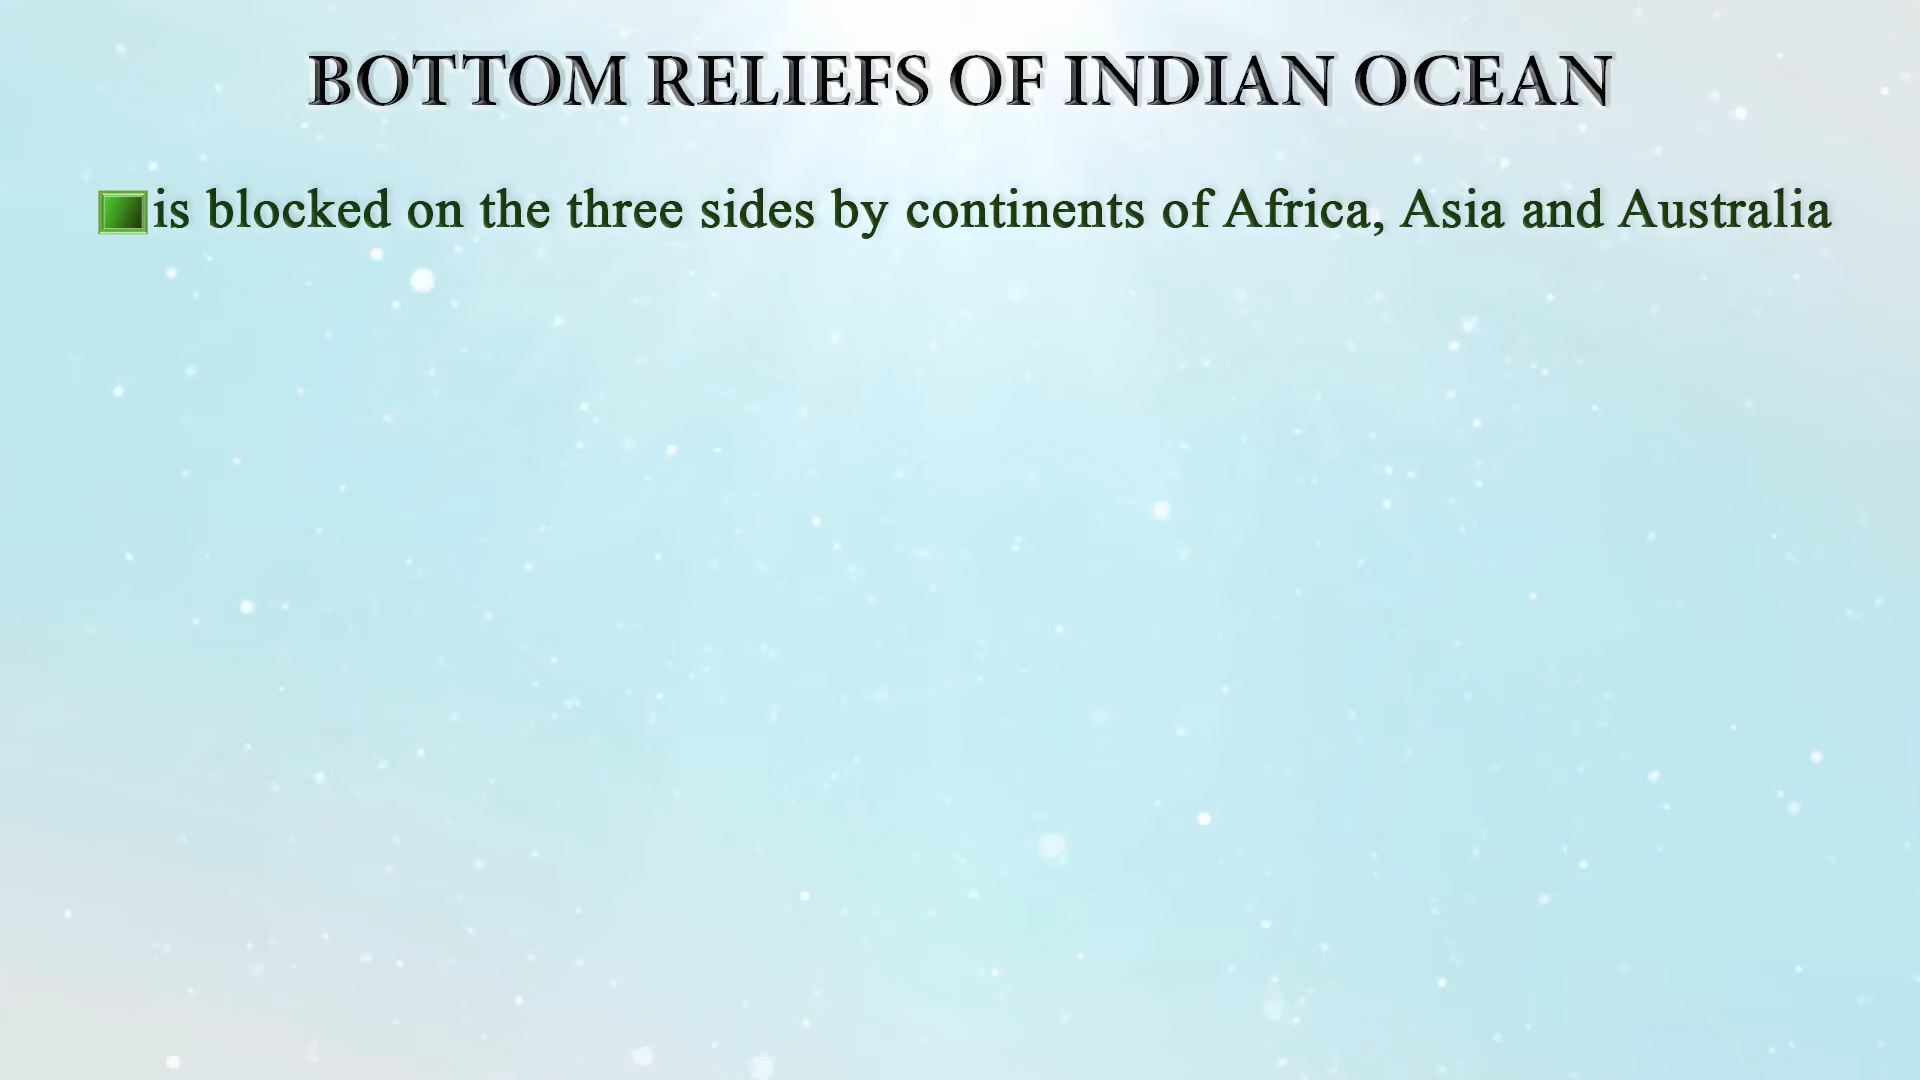 BOTTOM RELIEFS OF INDIAN OCEAN
is blocked on the three sides by continents of Africa, Asia and Australia